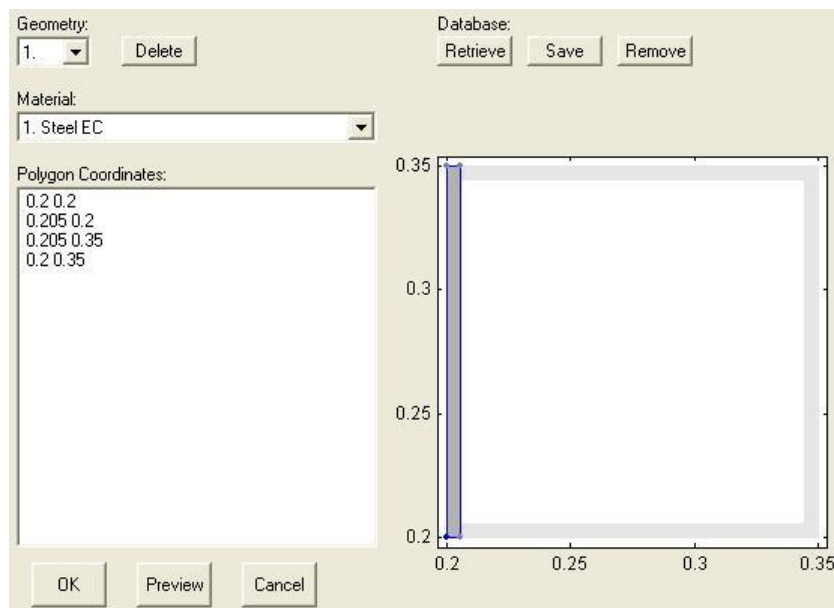 Geometry:
1.
Delete
Database:
Retrieve Save Remove
Material:
1. Steel EC
Polygon Coordinates:
0.2 0.2
0.205 0.2
0.205 0.35
0.2 0.35
0.35
0.3
0.25
0.2
0.2 0.25 0.3 0.35
OK Preview Cancel